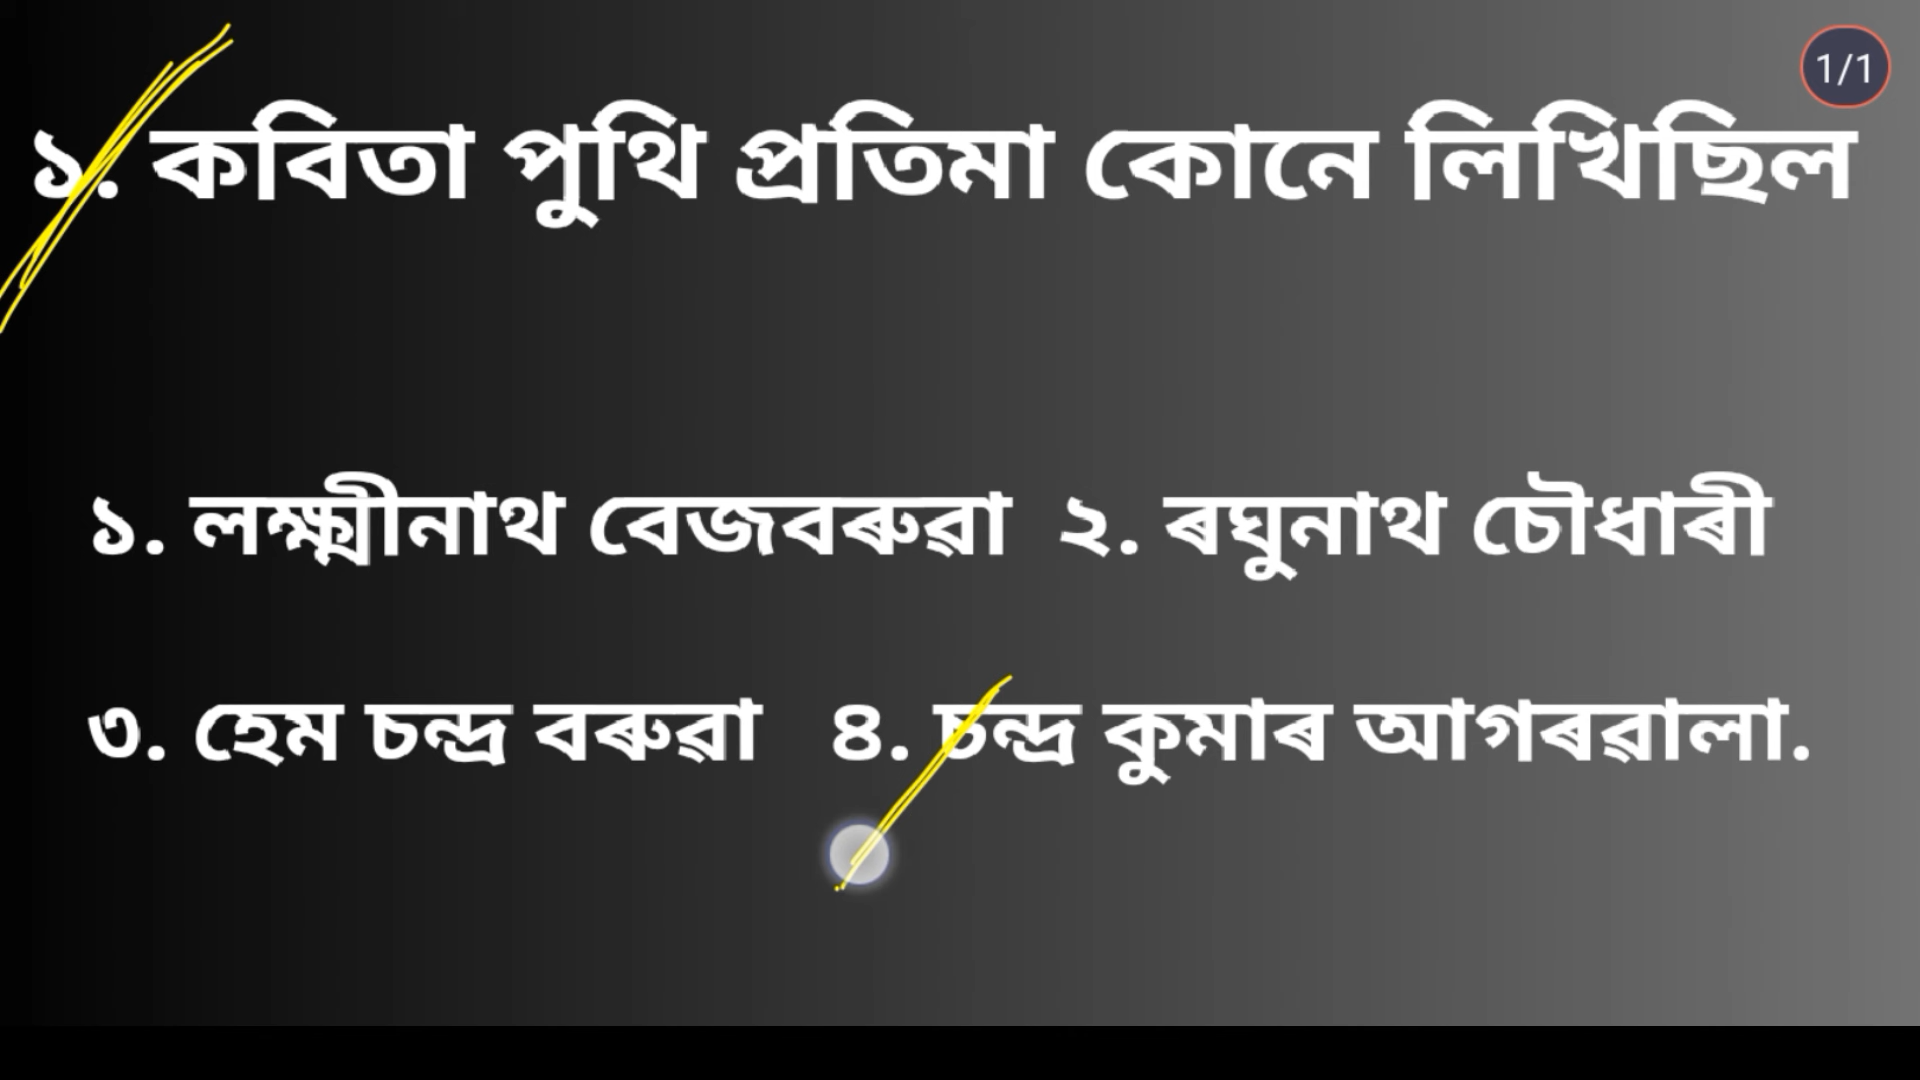 1/1
১. কবিতা পুথি প্ৰতিমা কোনে লিখিছিল
১. লক্ষ্মীনাথ বেজবৰুৱা ২. ৰঘুনাথ চৌধাৰী
৩. হেম চন্দ্ৰ বৰুৱা ৪. চন্দ্ৰ কুমাৰ আগৰৱালা.